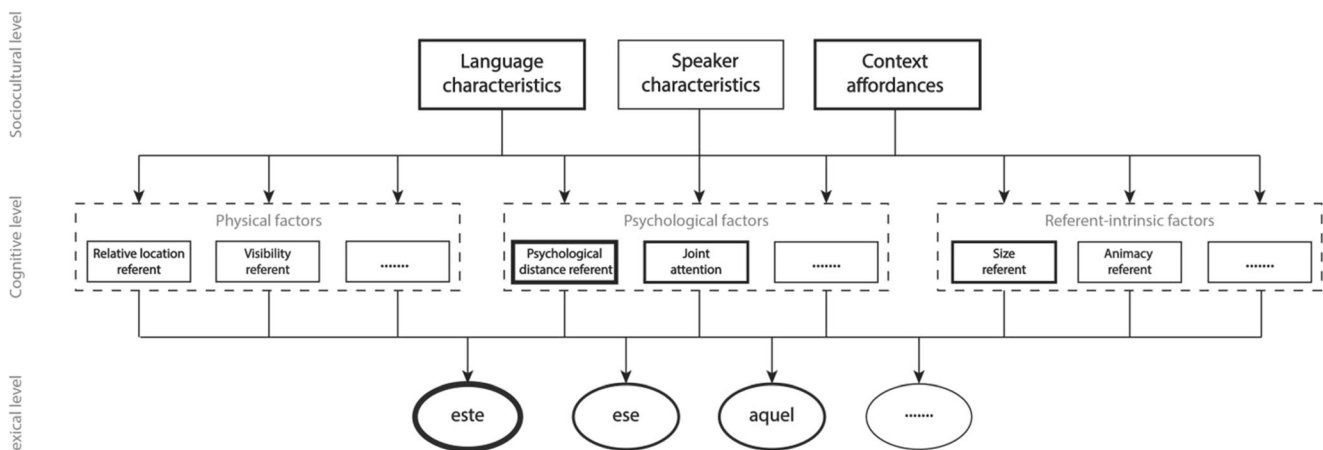 Sociocultural level
Language
characteristics
Speaker
characteristics
Context
affordances
Cognitive level
Physical factors
Relative location
referent
Visibility
referent
.......
Psychological factors
Psychological
distance referent
Joint
attention
.......
Referent-intrinsic factors
Size
referent
Animacy
referent
.......
exical level
este
ese
aquel
.......